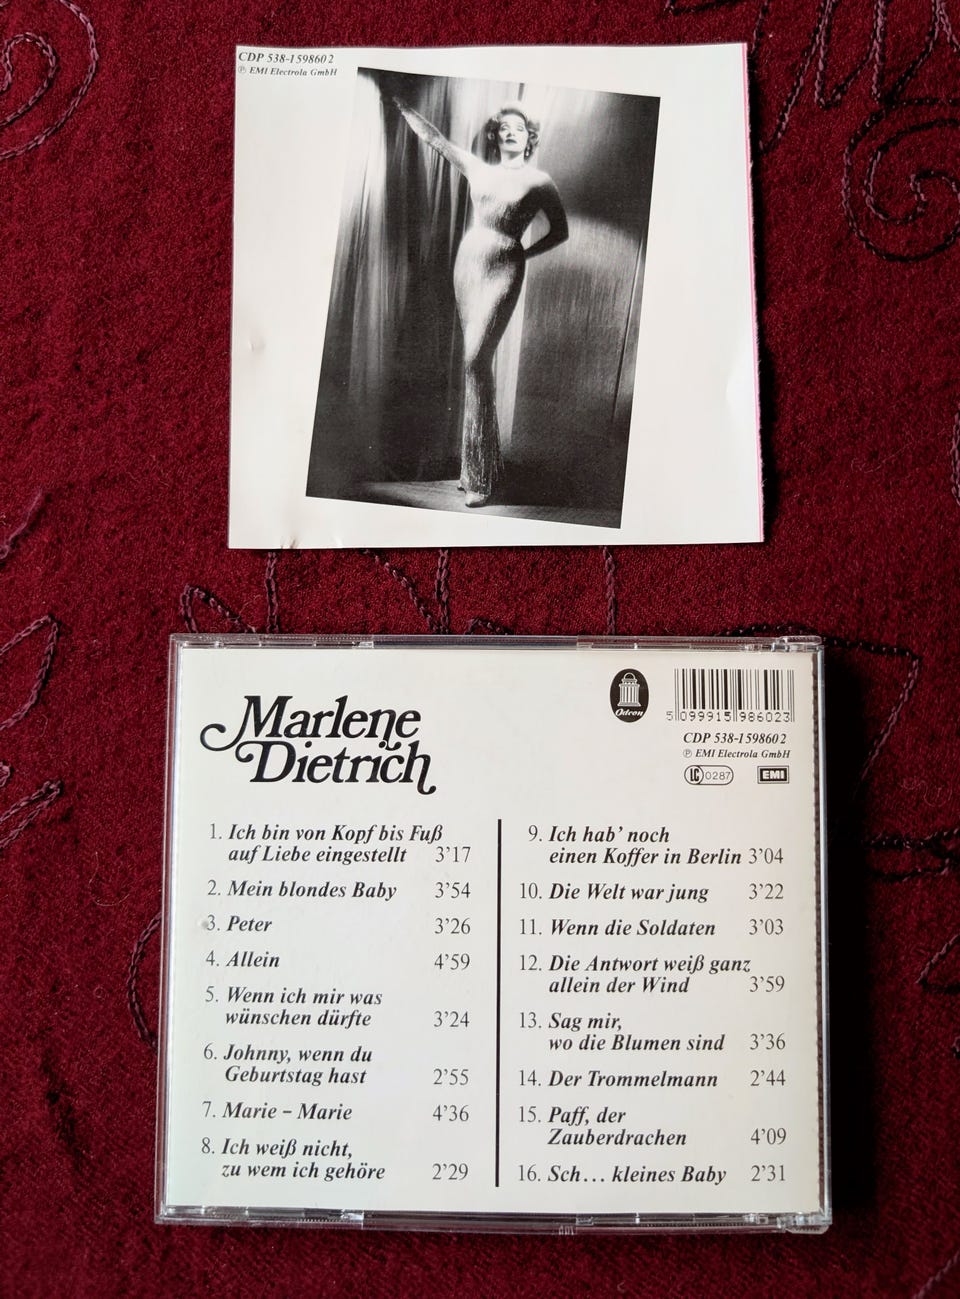 CDP 538-1598602
℗ EMI Electrola GmbH
Marlene
Dietrich
Odeon
5 099915 986023
CDP 538-1598602
℗ EMI Electrola GmbH
LC 0287
EMI
1. Ich bin von Kopf bis Fuß
auf Liebe eingestellt 3’17
2. Mein blondes Baby 3’54
3. Peter 3’26
4. Allein 4’59
5. Wenn ich mir was
wünschen dürfte 3’24
6. Johnny, wenn du
Geburtstag hast 2’55
7. Marie – Marie 4’36
8. Ich weiß nicht,
zu wem ich gehöre 2’29
9. Ich hab’ noch
einen Koffer in Berlin 3’04
10. Die Welt war jung 3’22
11. Wenn die Soldaten 3’03
12. Die Antwort weiß ganz
allein der Wind 3’59
13. Sag mir,
wo die Blumen sind 3’36
14. Der Trommelmann 2’44
15. Paff, der
Zauberdrachen 4’09
16. Sch... kleines Baby 2’31